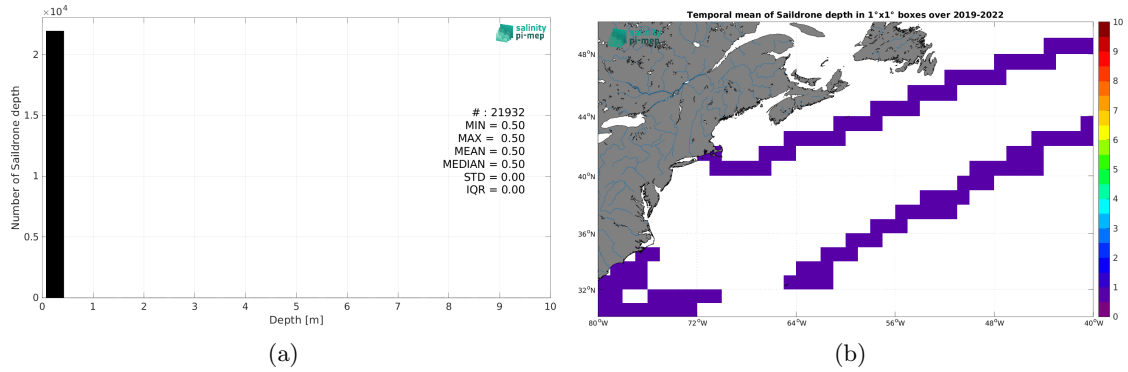 ×10⁴
2
1.5
1
0.5
0
Number of Saildrone depth
salinity
pi-mep
# : 21932
MIN = 0.50
MAX = 0.50
MEAN = 0.50
MEDIAN = 0.50
STD = 0.00
IQR = 0.00
0 1 2 3 4 5 6 7 8 9 10
Depth [m]
(a)
Temporal mean of Saildrone depth in 1°x1° boxes over 2019-2022
salinity
pi-mep
48°N
44°N
40°N
36°N
32°N
80°W 72°W 64°W 56°W 48°W 40°W
10
9
8
7
6
5
4
3
2
1
0
(b)